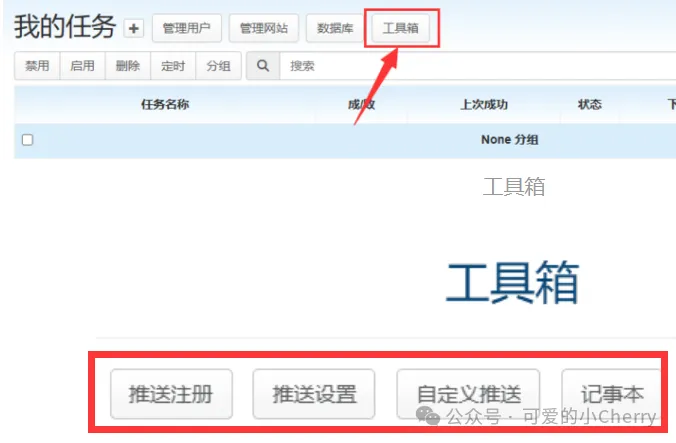 我的任务 + 管理用户 管理网站 数据库 工具箱
禁用 启用 删除 定时 分组 搜索
任务名称 成/败 上次成功 状态 下
None 分组
工具箱
工具箱
推送注册 推送设置 自定义推送 记事本
公众号 · 可爱的小Cherry